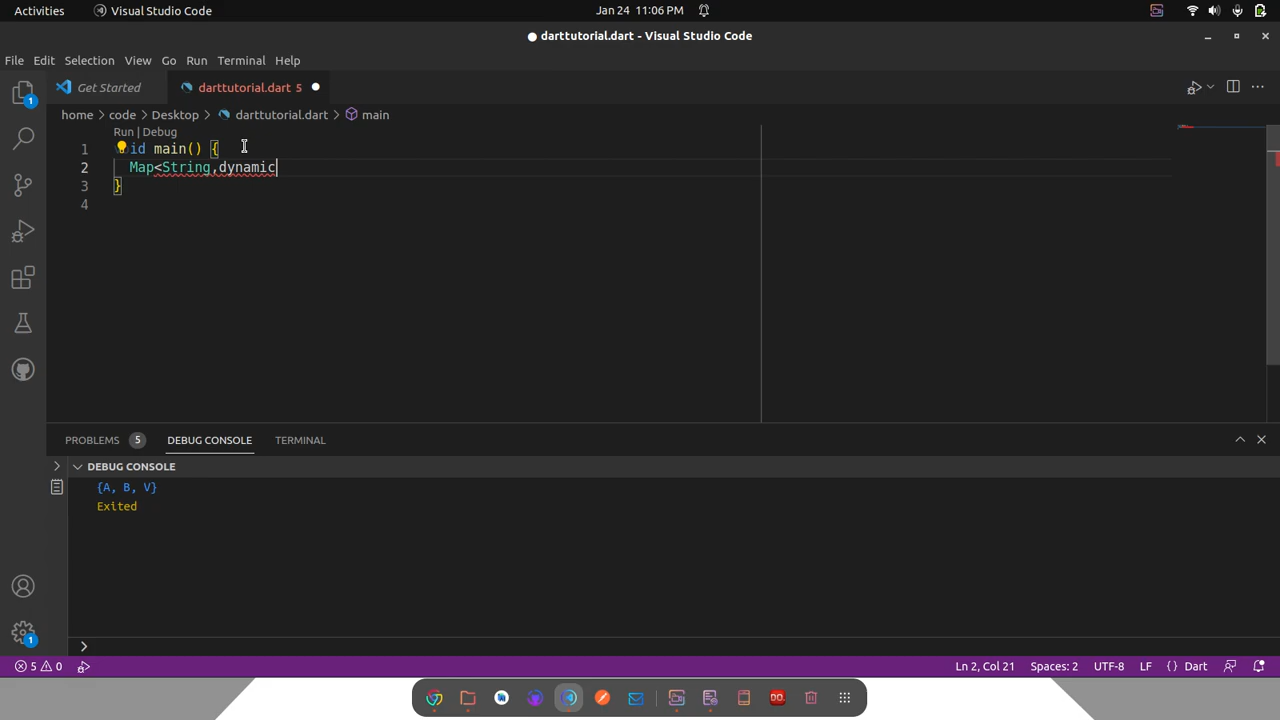 Activities
Visual Studio Code
Jan 24 11:06 PM
darttutorial.dart - Visual Studio Code
File Edit Selection View Go Run Terminal Help
1
Get Started
darttutorial.dart 5
home > code > Desktop > darttutorial.dart > main
Run | Debug
1 id main() {
2 Map<String,dynamic
3 }
4
PROBLEMS 5 DEBUG CONSOLE TERMINAL
DEBUG CONSOLE
{A, B, V}
Exited
>
1
5 0
Ln 2, Col 21 Spaces: 2 UTF-8 LF { } Dart